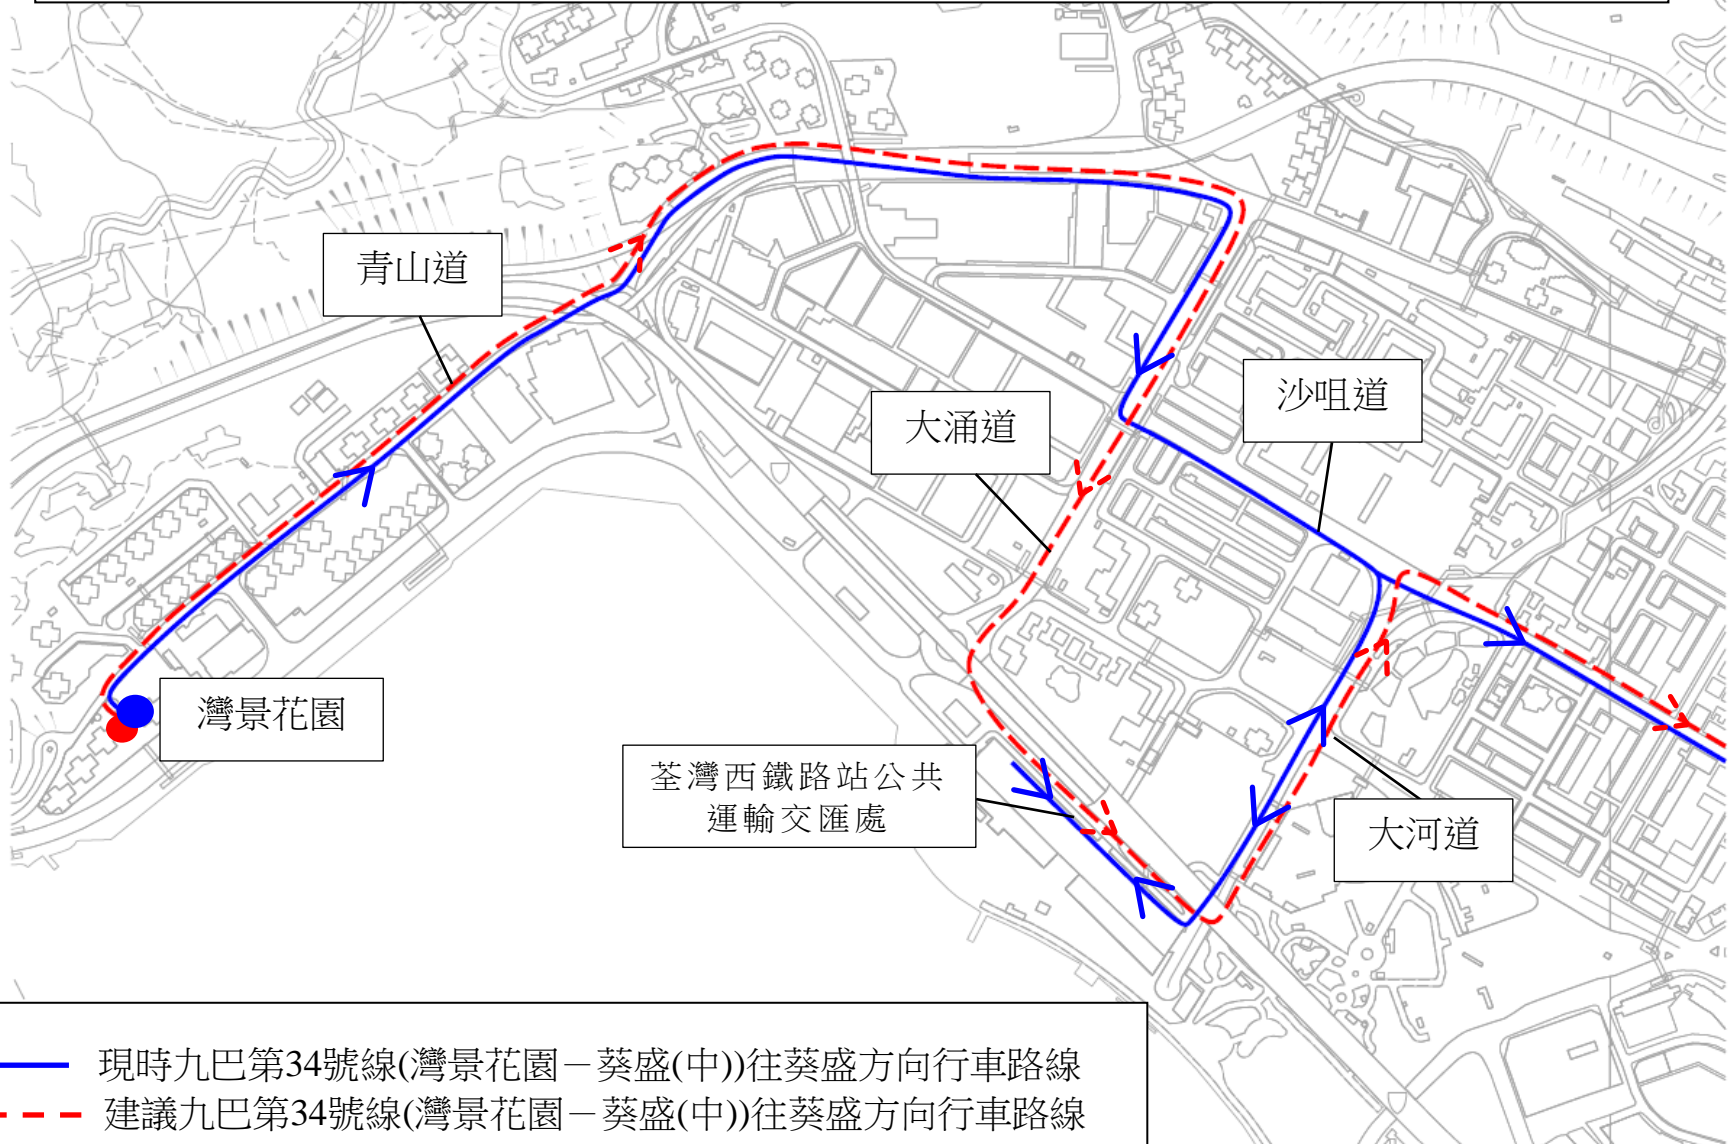 青山道
沙咀道
大涌道
灣景花園
荃灣西鐵路站公共
運輸交匯處
大河道
現時九巴第34號線(灣景花園－葵盛(中))往葵盛方向行車路線
建議九巴第34號線(灣景花園－葵盛(中))往葵盛方向行車路線